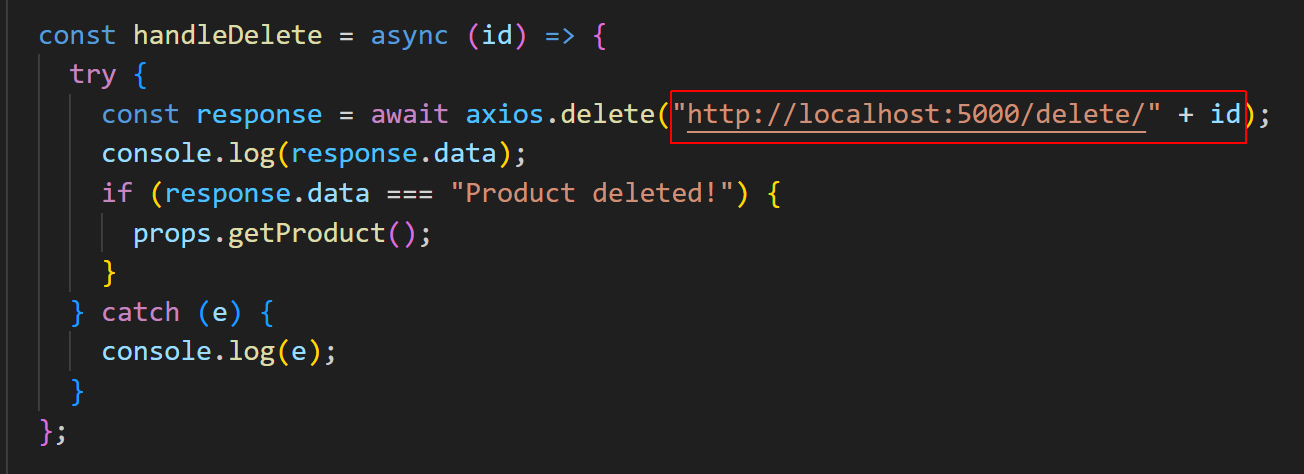 const handleDelete = async (id) => {
try {
const response = await axios.delete("http://localhost:5000/delete/" + id);
console.log(response.data);
if (response.data === "Product deleted!") {
props.getProduct();
}
} catch (e) {
console.log(e);
}
};